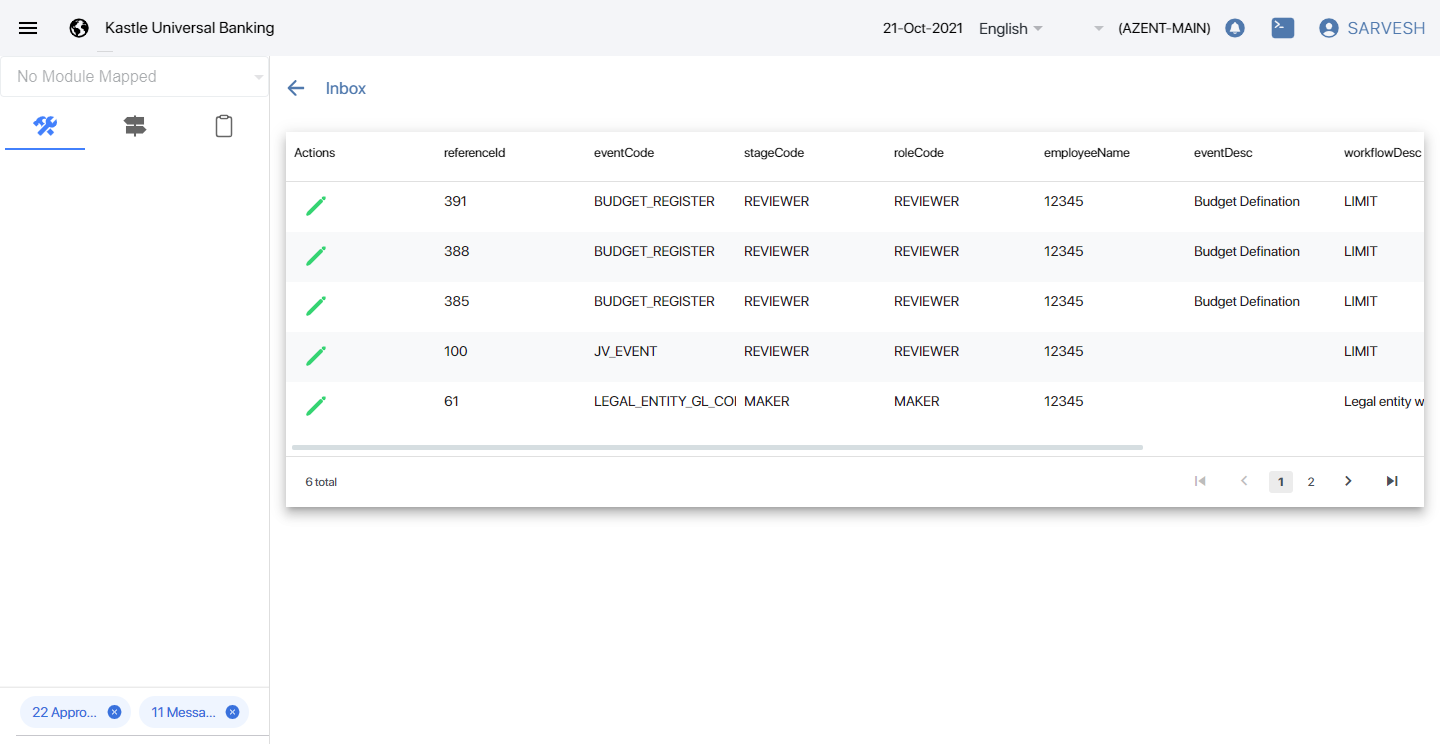 Kastle Universal Banking 21-Oct-2021 English (AZENT-MAIN) SARVESH
No Module Mapped
Inbox
Actions referenceId eventCode stageCode roleCode employeeName eventDesc workflowDesc
391 BUDGET_REGISTER REVIEWER REVIEWER 12345 Budget Defination LIMIT
388 BUDGET_REGISTER REVIEWER REVIEWER 12345 Budget Defination LIMIT
385 BUDGET_REGISTER REVIEWER REVIEWER 12345 Budget Defination LIMIT
100 JV_EVENT REVIEWER REVIEWER 12345 LIMIT
61 LEGAL_ENTITY_GL_CO MAKER MAKER 12345 Legal entity w
6 total 1 2
22 Appro... 11 Messa...